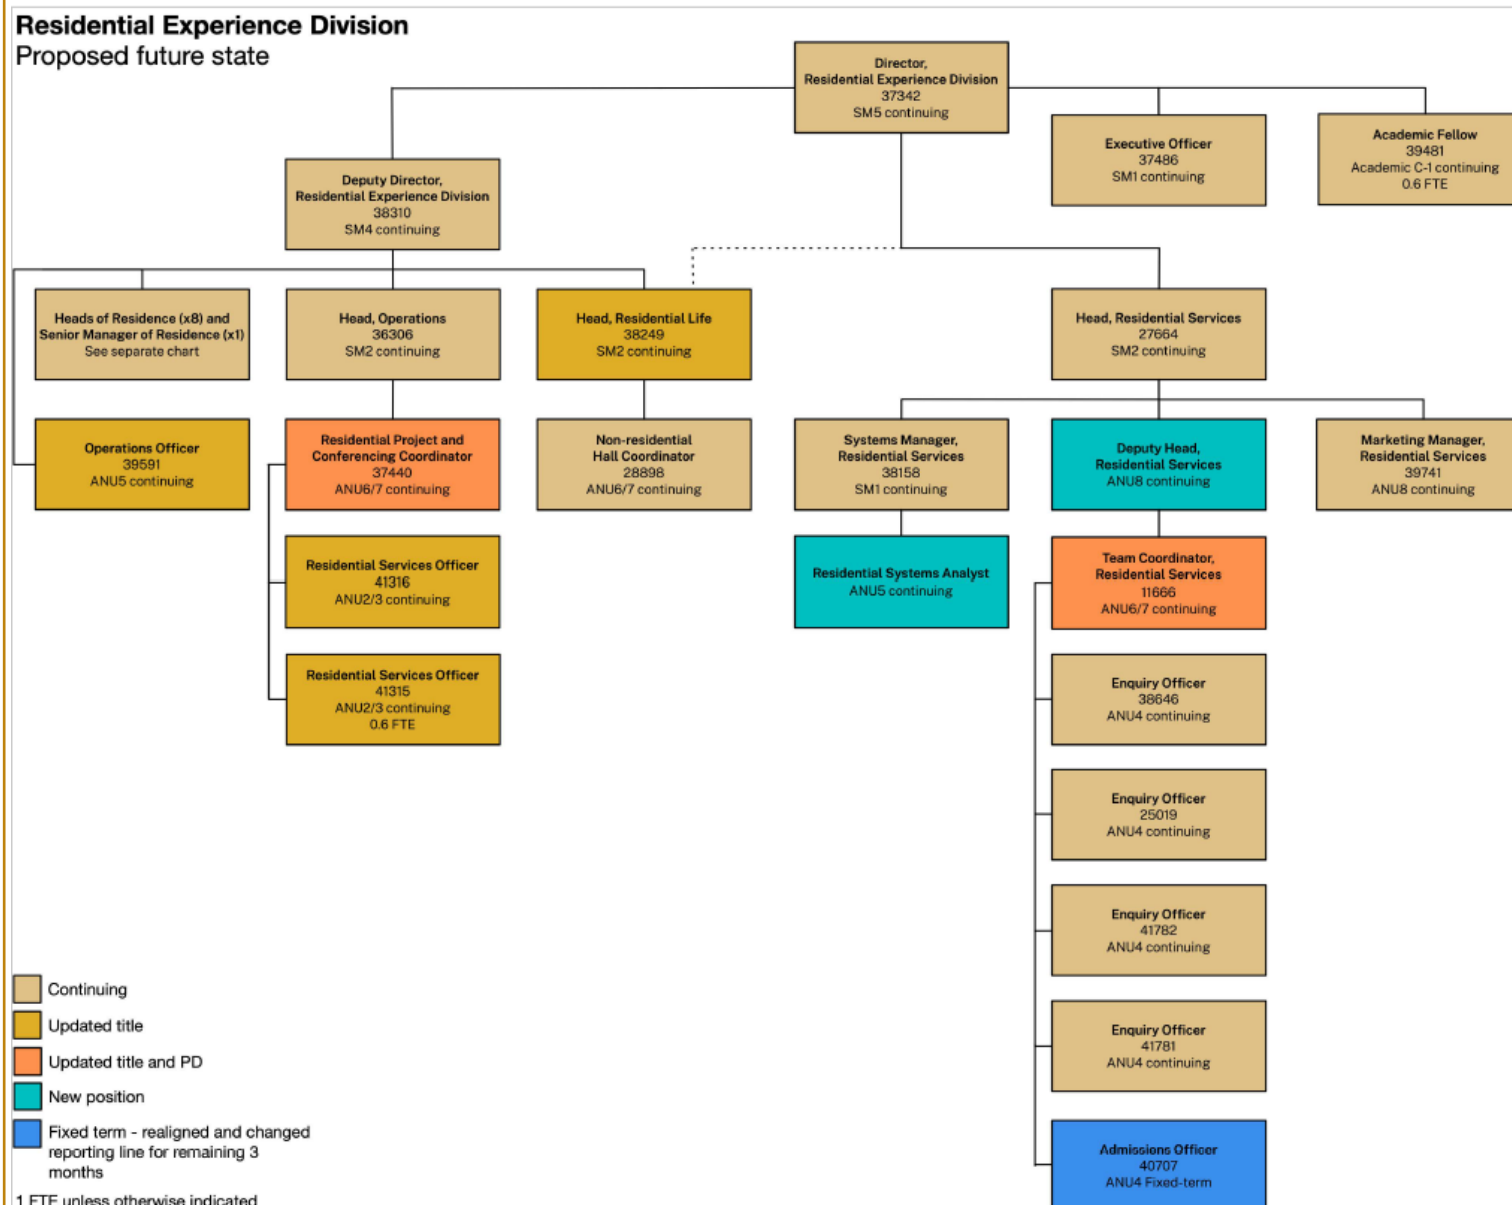 Residential Experience Division
Proposed future state
Director,
Residential Experience Division
37342
SM5 continuing
Executive Officer
37486
SM1 continuing
Academic Fellow
39481
Academic C-1 continuing
0.6 FTE
Deputy Director,
Residential Experience Division
38310
SM4 continuing
Heads of Residence (x8) and
Senior Manager of Residence (x1)
See separate chart
Head, Operations
36306
SM2 continuing
Head, Residential Life
38249
SM2 continuing
Head, Residential Services
27664
SM2 continuing
Operations Officer
39591
ANU5 continuing
Residential Project and
Conferencing Coordinator
37440
ANU6/7 continuing
Non-residential
Hall Coordinator
28898
ANU6/7 continuing
Systems Manager,
Residential Services
38158
SM1 continuing
Deputy Head,
Residential Services
ANU8 continuing
Marketing Manager,
Residential Services
39741
ANU8 continuing
Residential Services Officer
41316
ANU2/3 continuing
Residential Systems Analyst
ANU5 continuing
Team Coordinator,
Residential Services
11666
ANU6/7 continuing
Residential Services Officer
41315
ANU2/3 continuing
0.6 FTE
Enquiry Officer
38646
ANU4 continuing
Enquiry Officer
25019
ANU4 continuing
Enquiry Officer
41782
ANU4 continuing
Enquiry Officer
41781
ANU4 continuing
Admissions Officer
40707
ANU4 Fixed-term
Continuing
Updated title
Updated title and PD
New position
Fixed term - realigned and changed
reporting line for remaining 3
months
1 FTE unless otherwise indicated